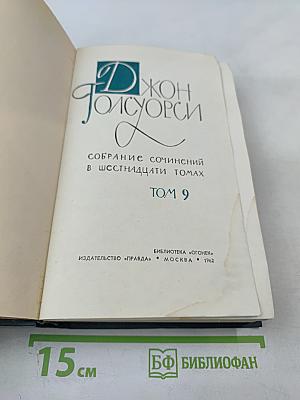 Джон
Голсуорси
СОБРАНИЕ СОЧИНЕНИЙ
В ШЕСТНАДЦАТИ ТОМАХ
ТОМ 9
БИБЛИОТЕКА «ОГОНЕК»
ИЗДАТЕЛЬСТВО «ПРАВДА» • МОСКВА • 1962
15 см
БФ БИБЛИОФАН